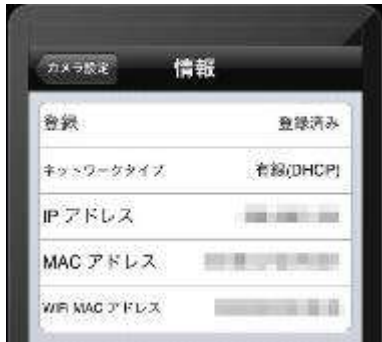 カメラ設定
情報
登録 登録済み
ネットワークタイプ 有線(DHCP)
IP アドレス
MAC アドレス
WiFi MAC アドレス